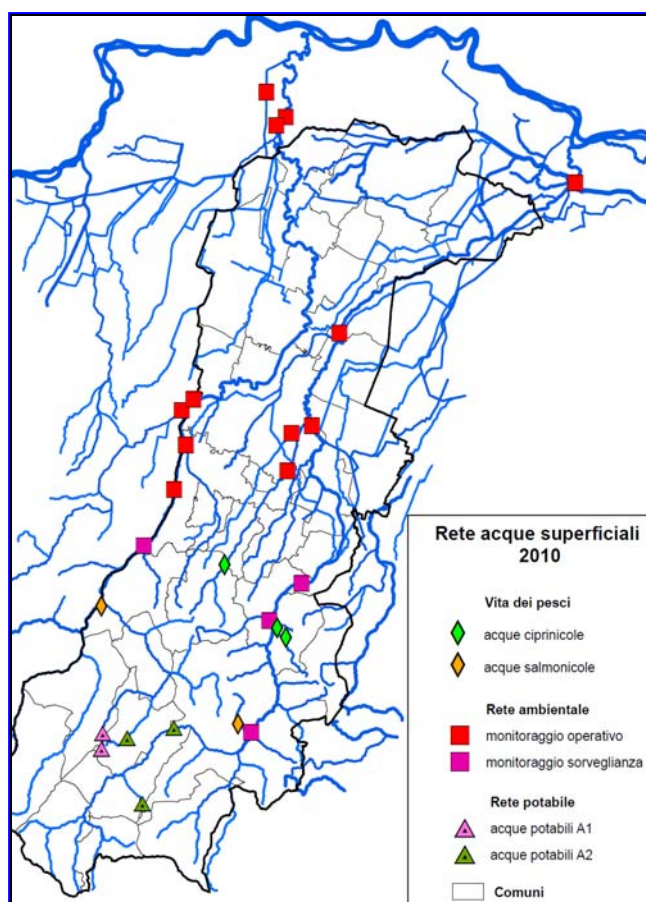 Rete acque superficiali
2010
Vita dei pesci
acque ciprinicole
acque salmonicole
Rete ambientale
monitoraggio operativo
monitoraggio sorveglianza
Rete potabile
acque potabili A1
acque potabili A2
Comuni